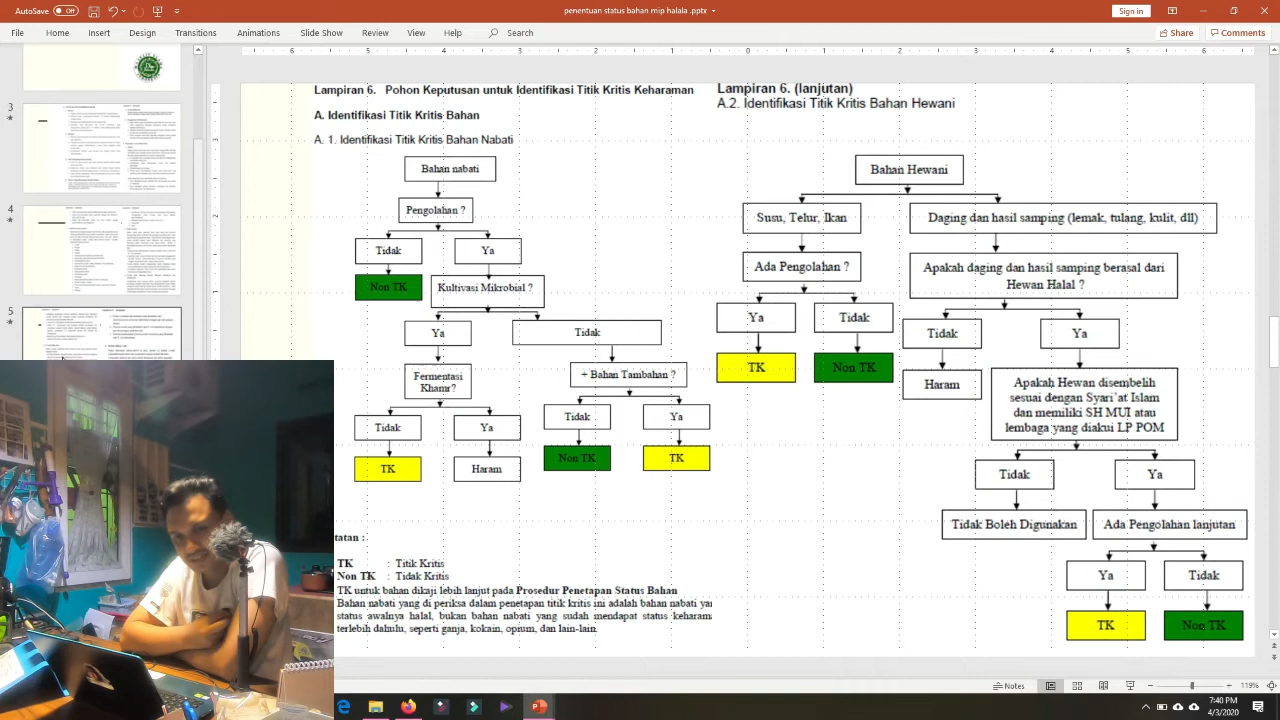 AutoSave
Off
penentuan status bahan mip halala .ppt
Sign in
File Home Insert Design Transitions Animations Slide Show Review View Help Search
Share Comments
Lampiran 6. Pohon Keputusan untuk Identifikasi Titik Kritis Keharaman
A. Identifikasi Titik Kritis Bahan
A. 1. Identifikasi Titik Kritis Bahan Nabati
Bahan nabati
Pengolahan ?
Tidak
Ya
Non TK
Kultivasi Mikrobial ?
Ya
Tidak
Fermentasi
Khamr?
+ Bahan Tambahan ?
Tidak
Ya
Tidak
Ya
TK
Haram
Non TK
TK
tatan :
TK : Titik Kritis
Non TK : Tidak Kritis
TK untuk bahan dikaji lebih lanjut pada Prosedur Penetapan Status Bahan
Bahan nabati yang di periksa dalam penetapan titik kritis ini adalah bahan nabati yan
status awalnya halal, bukan bahan nabati yang sudah mendapat status keharama
terlebih dahulu, seperti ganja, kokain, opium, dan lain-lain.
Lampiran 6. (lanjutan)
A.2. Identifikasi Titik Kritis Bahan Hewani
Bahan Hewani
Susu, Telur, Ikan
Daging dan hasil samping (lemak, tulang, kulit, dll)
Ada Pengolahan ?
Apakah daging dan hasil samping berasal dari
Hewan Halal ?
Ya
Tidak
Tidak
Ya
TK
Non TK
Haram
Apakah Hewan disembelih
sesuai dengan Syari'at Islam
dan memiliki SH MUI atau
lembaga yang diakui LP POM
Tidak
Ya
Tidak Boleh Digunakan
Ada Pengolahan lanjutan
Ya
Tidak
TK
Non TK
Notes
119%
7:40 PM
4/3/2020